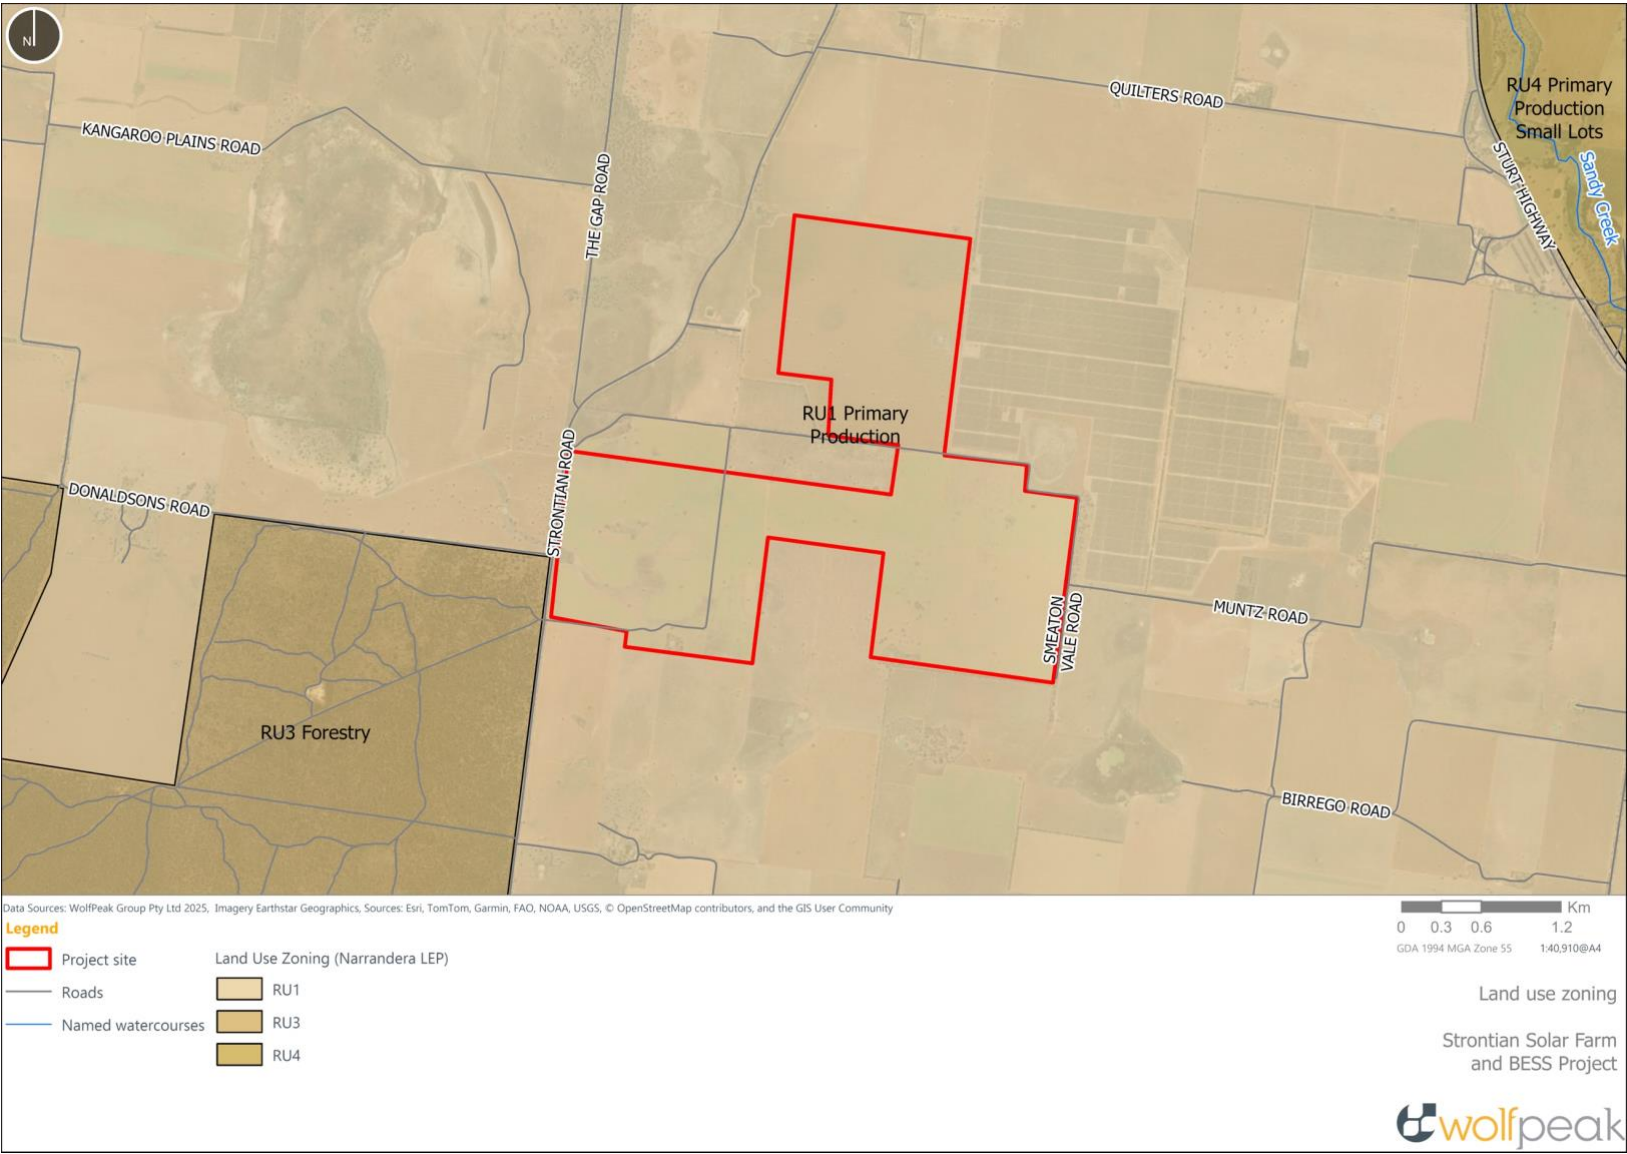 N
QUILTERS ROAD
RU4 Primary
Production
Small Lots
KANGAROO PLAINS ROAD
STURT HIGHWAY
Sandy Creek
THE GAP ROAD
RU1 Primary
Production
STRONTIAN ROAD
DONALDSONS ROAD
SMEATON
VALE ROAD
MUNTZ ROAD
RU3 Forestry
BIRREGO ROAD
Data Sources: WolfPeak Group Pty Ltd 2025, Imagery Earthstar Geographics, Sources: Esri, TomTom, Garmin, FAO, NOAA, USGS, © OpenStreetMap contributors, and the GIS User Community
Km
0 0.3 0.6 1.2
GDA 1994 MGA Zone 55 1:40,910@A4
Legend
Project site
Roads
Named watercourses
Land Use Zoning (Narrandera LEP)
RU1
RU3
RU4
Land use zoning
Strontian Solar Farm
and BESS Project
wolfpeak